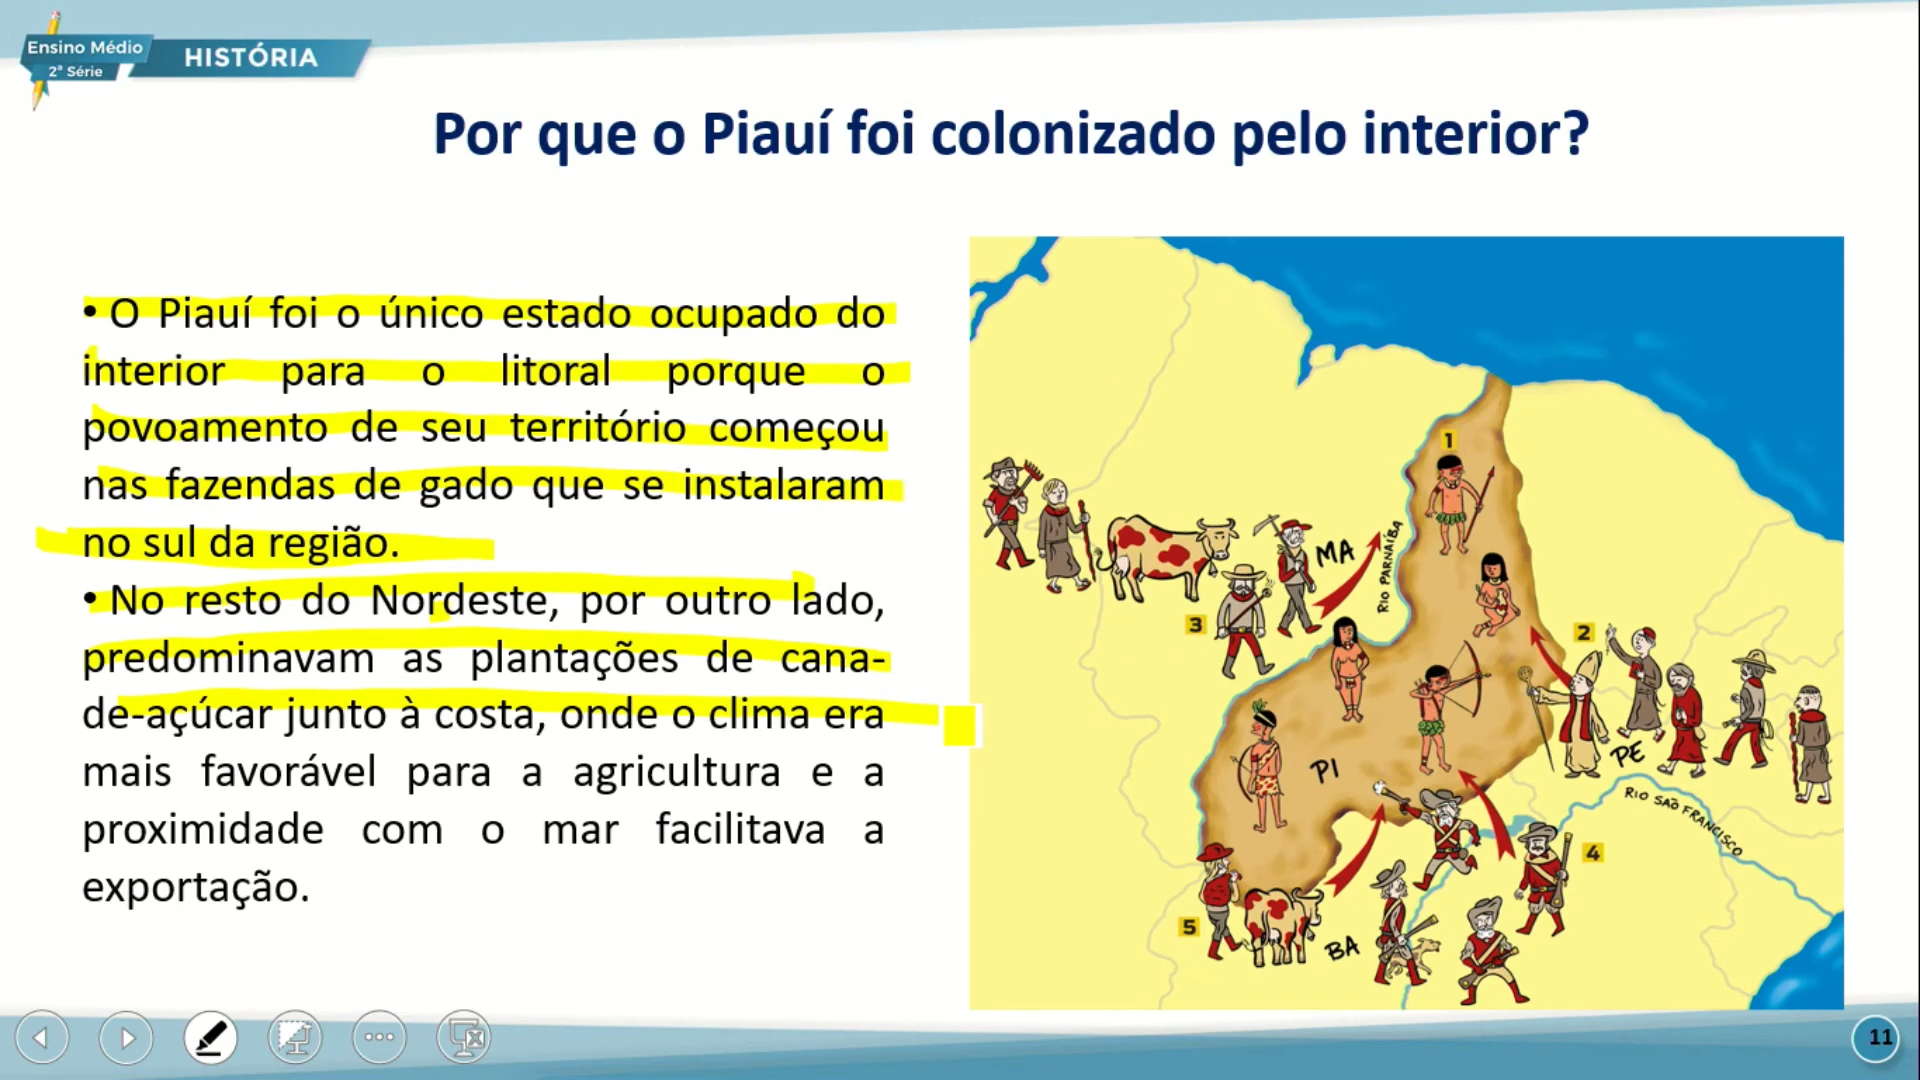 Ensino Médio
2ª Série
HISTÓRIA
Por que o Piauí foi colonizado pelo interior?
• O Piauí foi o único estado ocupado do
interior para o litoral porque o
povoamento de seu território começou
nas fazendas de gado que se instalaram
no sul da região.
• No resto do Nordeste, por outro lado,
predominavam as plantações de cana-
de-açúcar junto à costa, onde o clima era
mais favorável para a agricultura e a
proximidade com o mar facilitava a
exportação.
1
MA
RIO PARNAÍBA
3
2
PE
PI
RIO SÃO FRANCISCO
4
5
BA
11